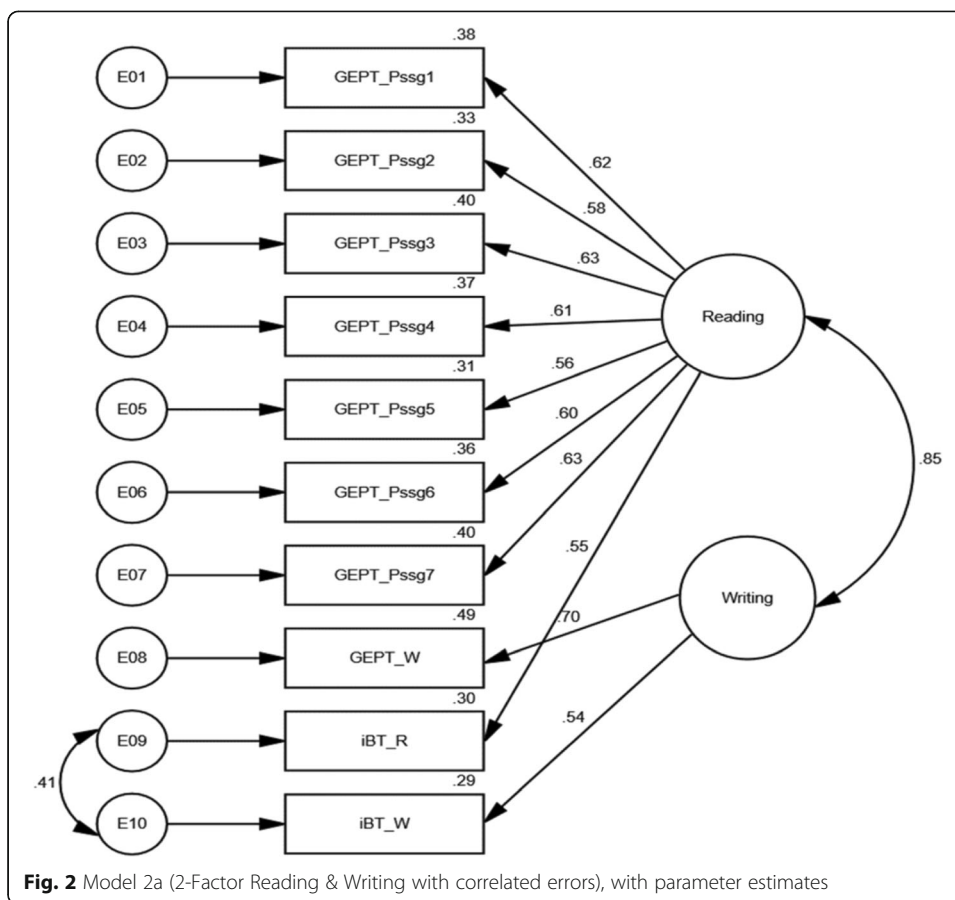 .38
E01 GEPT_Pssg1
.33
E02 GEPT_Pssg2
.62
.40
.58
E03 GEPT_Pssg3
.63
.37
E04 GEPT_Pssg4
.61
Reading
.31
.56
E05 GEPT_Pssg5
.60
.36
.63
E06 GEPT_Pssg6
.85
.40
.55
E07 GEPT_Pssg7
Writing
.49
.70
E08 GEPT_W
.30
.54
E09 iBT_R
.41
.29
E10 iBT_W
Fig. 2 Model 2a (2-Factor Reading & Writing with correlated errors), with parameter estimates